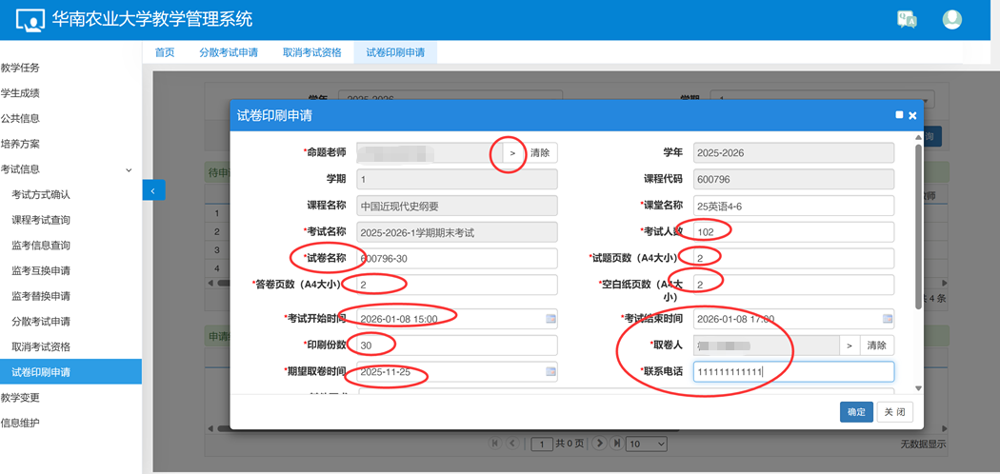 华南农业大学教学管理系统
首页 分散考试申请 取消考试资格 试卷印刷申请
教学任务
学生成绩
公共信息
培养方案
考试信息
考试方式确认
课程考试查询
监考信息查询
监考互换申请
监考替换申请
分散考试申请
取消考试资格
试卷印刷申请
教学变更
信息维护
学年 2025-2026 学期 1
试卷印刷申请
*命题老师 > 清除 学年 2025-2026
学期 1 课程代码 600796
课程名称 中国近现代史纲要 *课堂名称 25英语4-6
*考试名称 2025-2026-1学期期末考试 *考试人数 102
*试卷名称 600796-30 *试题页数（A4大小） 2
*答卷页数（A4大小） 2 *空白纸页数（A4大小） 2
*考试开始时间 2026-01-08 15:00 *考试结束时间 2026-01-08 17:00
*印刷份数 30 *取卷人 > 清除
*期望取卷时间 2025-11-25 *联系电话 111111111111
确定 关闭
待申
1
2
3
4
共 4 条
申请
1 共 0 页 10 无数据显示